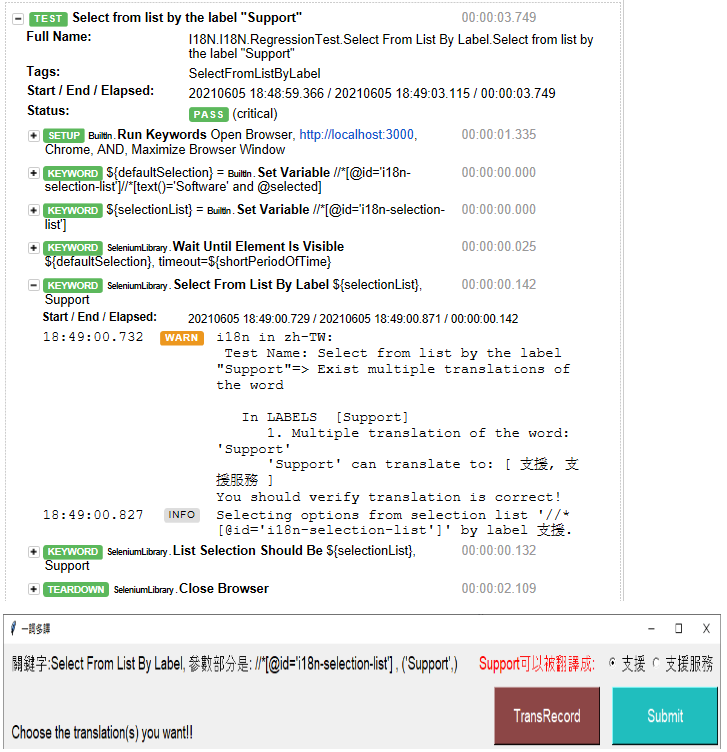 TEST Select from list by the label "Support" 00:00:03.749
Full Name: I18N.I18N.RegressionTest.Select From List By Label.Select from list by
the label "Support"
Tags: SelectFromListByLabel
Start / End / Elapsed: 20210605 18:48:59.366 / 20210605 18:49:03.115 / 00:00:03.749
Status: PASS (critical)
SETUP BuiltIn . Run Keywords Open Browser, http://localhost:3000, 00:00:01.335
Chrome, AND, Maximize Browser Window
KEYWORD ${defaultSelection} = BuiltIn . Set Variable //*[@id='i18n- 00:00:00.000
selection-list']//*[text()='Software' and @selected]
KEYWORD ${selectionList} = BuiltIn . Set Variable //*[@id='i18n-selection- 00:00:00.000
list']
KEYWORD SeleniumLibrary . Wait Until Element Is Visible 00:00:00.025
${defaultSelection}, timeout=${shortPeriodOfTime}
KEYWORD SeleniumLibrary . Select From List By Label ${selectionList}, 00:00:00.142
Support
Start / End / Elapsed: 20210605 18:49:00.729 / 20210605 18:49:00.871 / 00:00:00.142
18:49:00.732 WARN i18n in zh-TW:
Test Name: Select from list by the label
"Support"=> Exist multiple translations of
the word
In LABELS [Support]
1. Multiple translation of the word:
'Support'
'Support' can translate to: [ 支援, 支
援服務 ]
You should verify translation is correct!
18:49:00.827 INFO Selecting options from selection list '//*
[@id='i18n-selection-list']' by label 支援.
KEYWORD SeleniumLibrary . List Selection Should Be ${selectionList}, 00:00:00.132
Support
TEARDOWN SeleniumLibrary . Close Browser 00:00:02.109
一詞多譯
關鍵字:Select From List By Label, 參數部分是: //*[@id='i18n-selection-list'] , ('Support',) Support可以被翻譯成: 支援 支援服務
TransRecord Submit
Choose the translation(s) you want!!